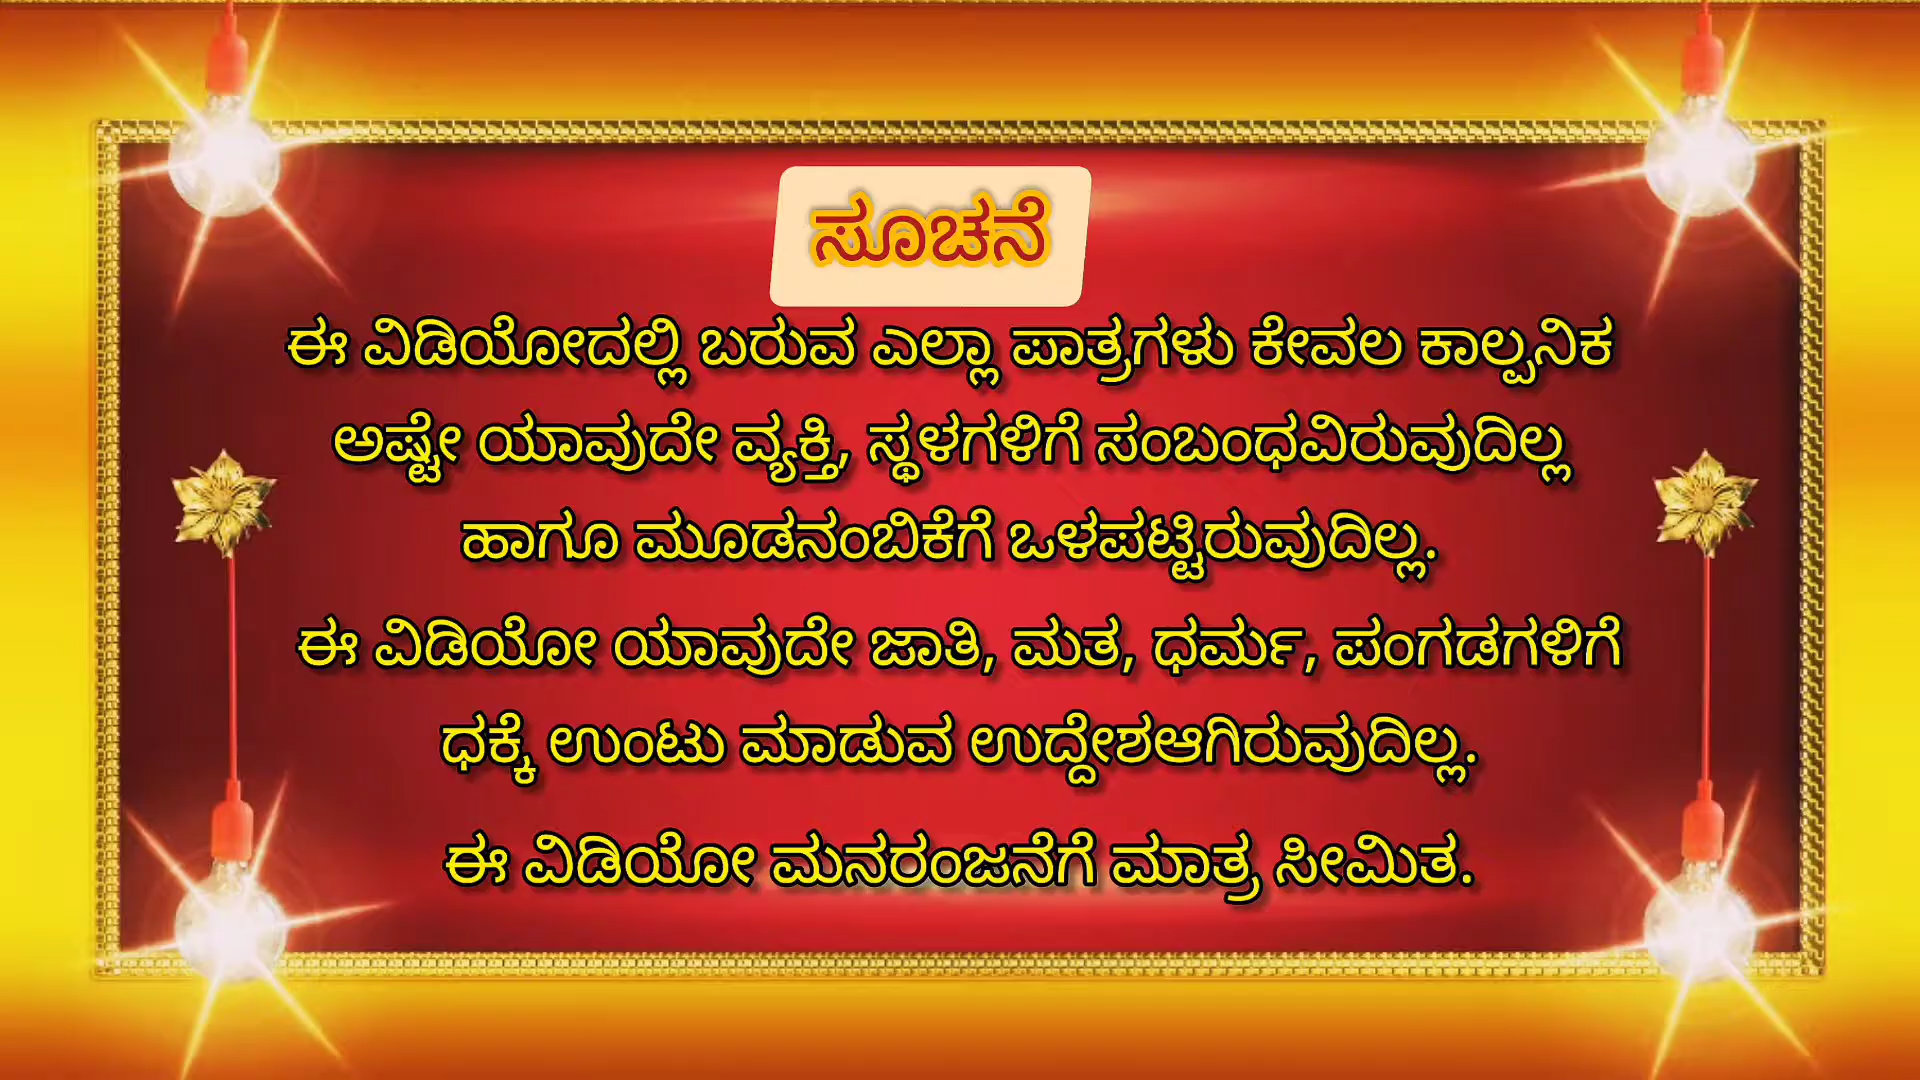 ಸೂಚನೆ
ಈ ವಿಡಿಯೋದಲ್ಲಿ ಬರುವ ಎಲ್ಲಾ ಪಾತ್ರಗಳು ಕೇವಲ ಕಾಲ್ಪನಿಕ
ಅಷ್ಟೇ ಯಾವುದೇ ವ್ಯಕ್ತಿ, ಸ್ಥಳಗಳಿಗೆ ಸಂಬಂಧವಿರುವುದಿಲ್ಲ
ಹಾಗೂ ಮೂಡನಂಬಿಕೆಗೆ ಒಳಪಟ್ಟಿರುವುದಿಲ್ಲ.
ಈ ವಿಡಿಯೋ ಯಾವುದೇ ಜಾತಿ, ಮತ, ಧರ್ಮ, ಪಂಗಡಗಳಿಗೆ
ಧಕ್ಕೆ ಉಂಟು ಮಾಡುವ ಉದ್ದೇಶಆಗಿರುವುದಿಲ್ಲ.
ಈ ವಿಡಿಯೋ ಮನರಂಜನೆಗೆ ಮಾತ್ರ ಸೀಮಿತ.